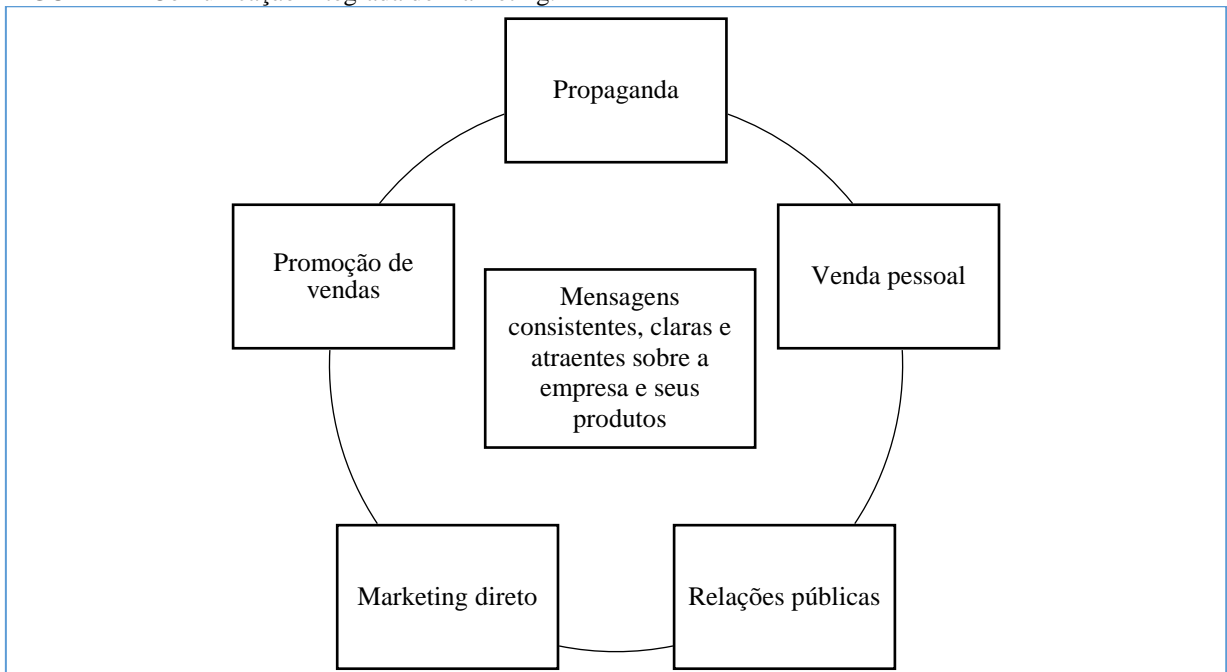 Propaganda
Promoção de
vendas
Venda pessoal
Mensagens
consistentes, claras e
atraentes sobre a
empresa e seus
produtos
Marketing direto
Relações públicas